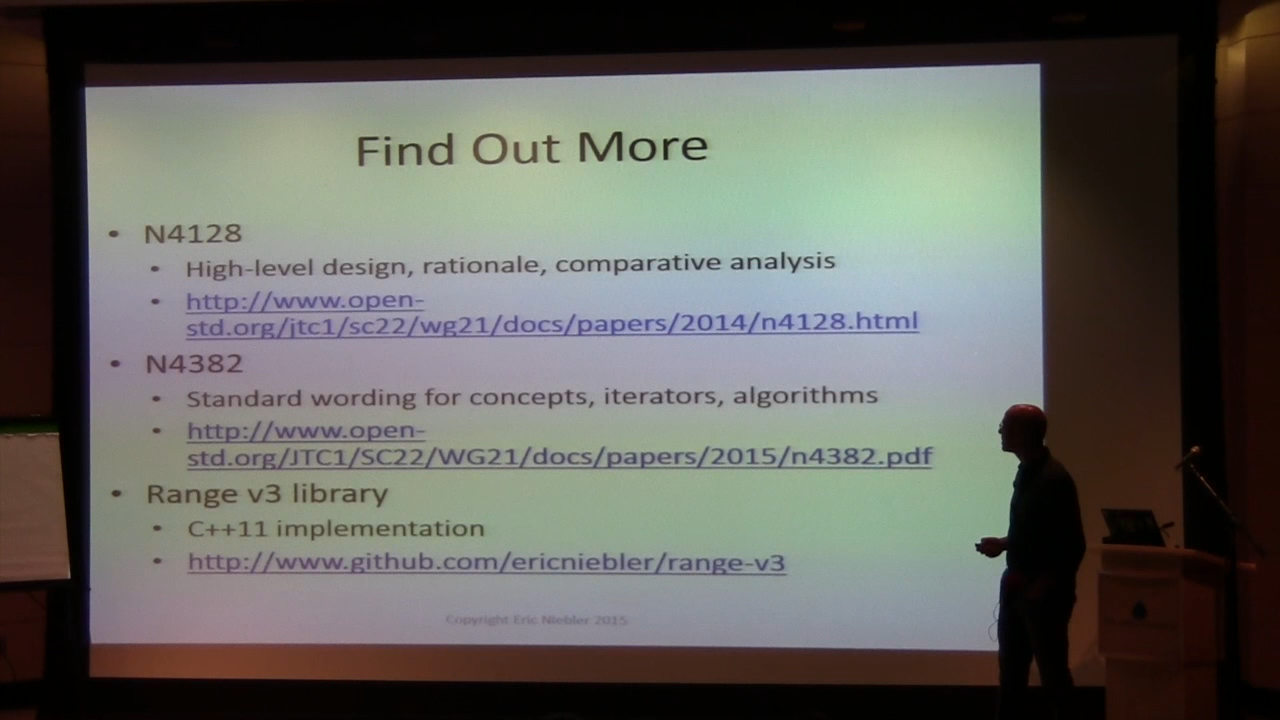 Find Out More
• N4128
• High-level design, rationale, comparative analysis
• http://www.open-
std.org/jtc1/sc22/wg21/docs/papers/2014/n4128.html
• N4382
• Standard wording for concepts, iterators, algorithms
• http://www.open-
std.org/JTC1/SC22/WG21/docs/papers/2015/n4382.pdf
• Range v3 library
• C++11 implementation
• http://www.github.com/ericniebler/range-v3
Copyright Eric Niebler 2015